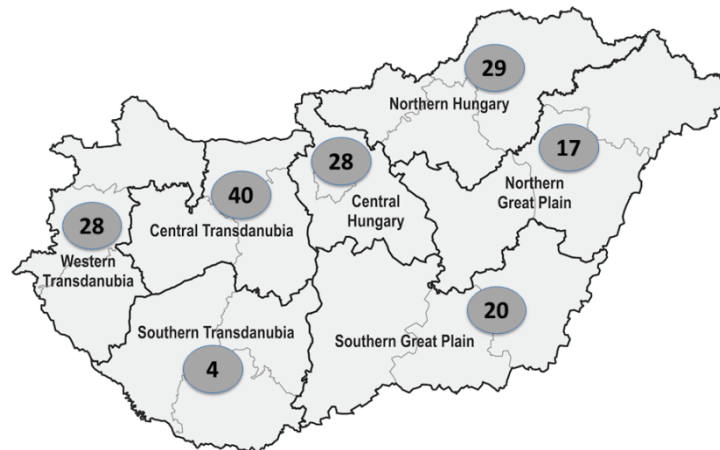 29
Northern Hungary
28
17
Northern
Great Plain
40
Central
Hungary
28
Central Transdanubia
Western
Transdanubia
20
Southern Transdanubia
Southern Great Plain
4